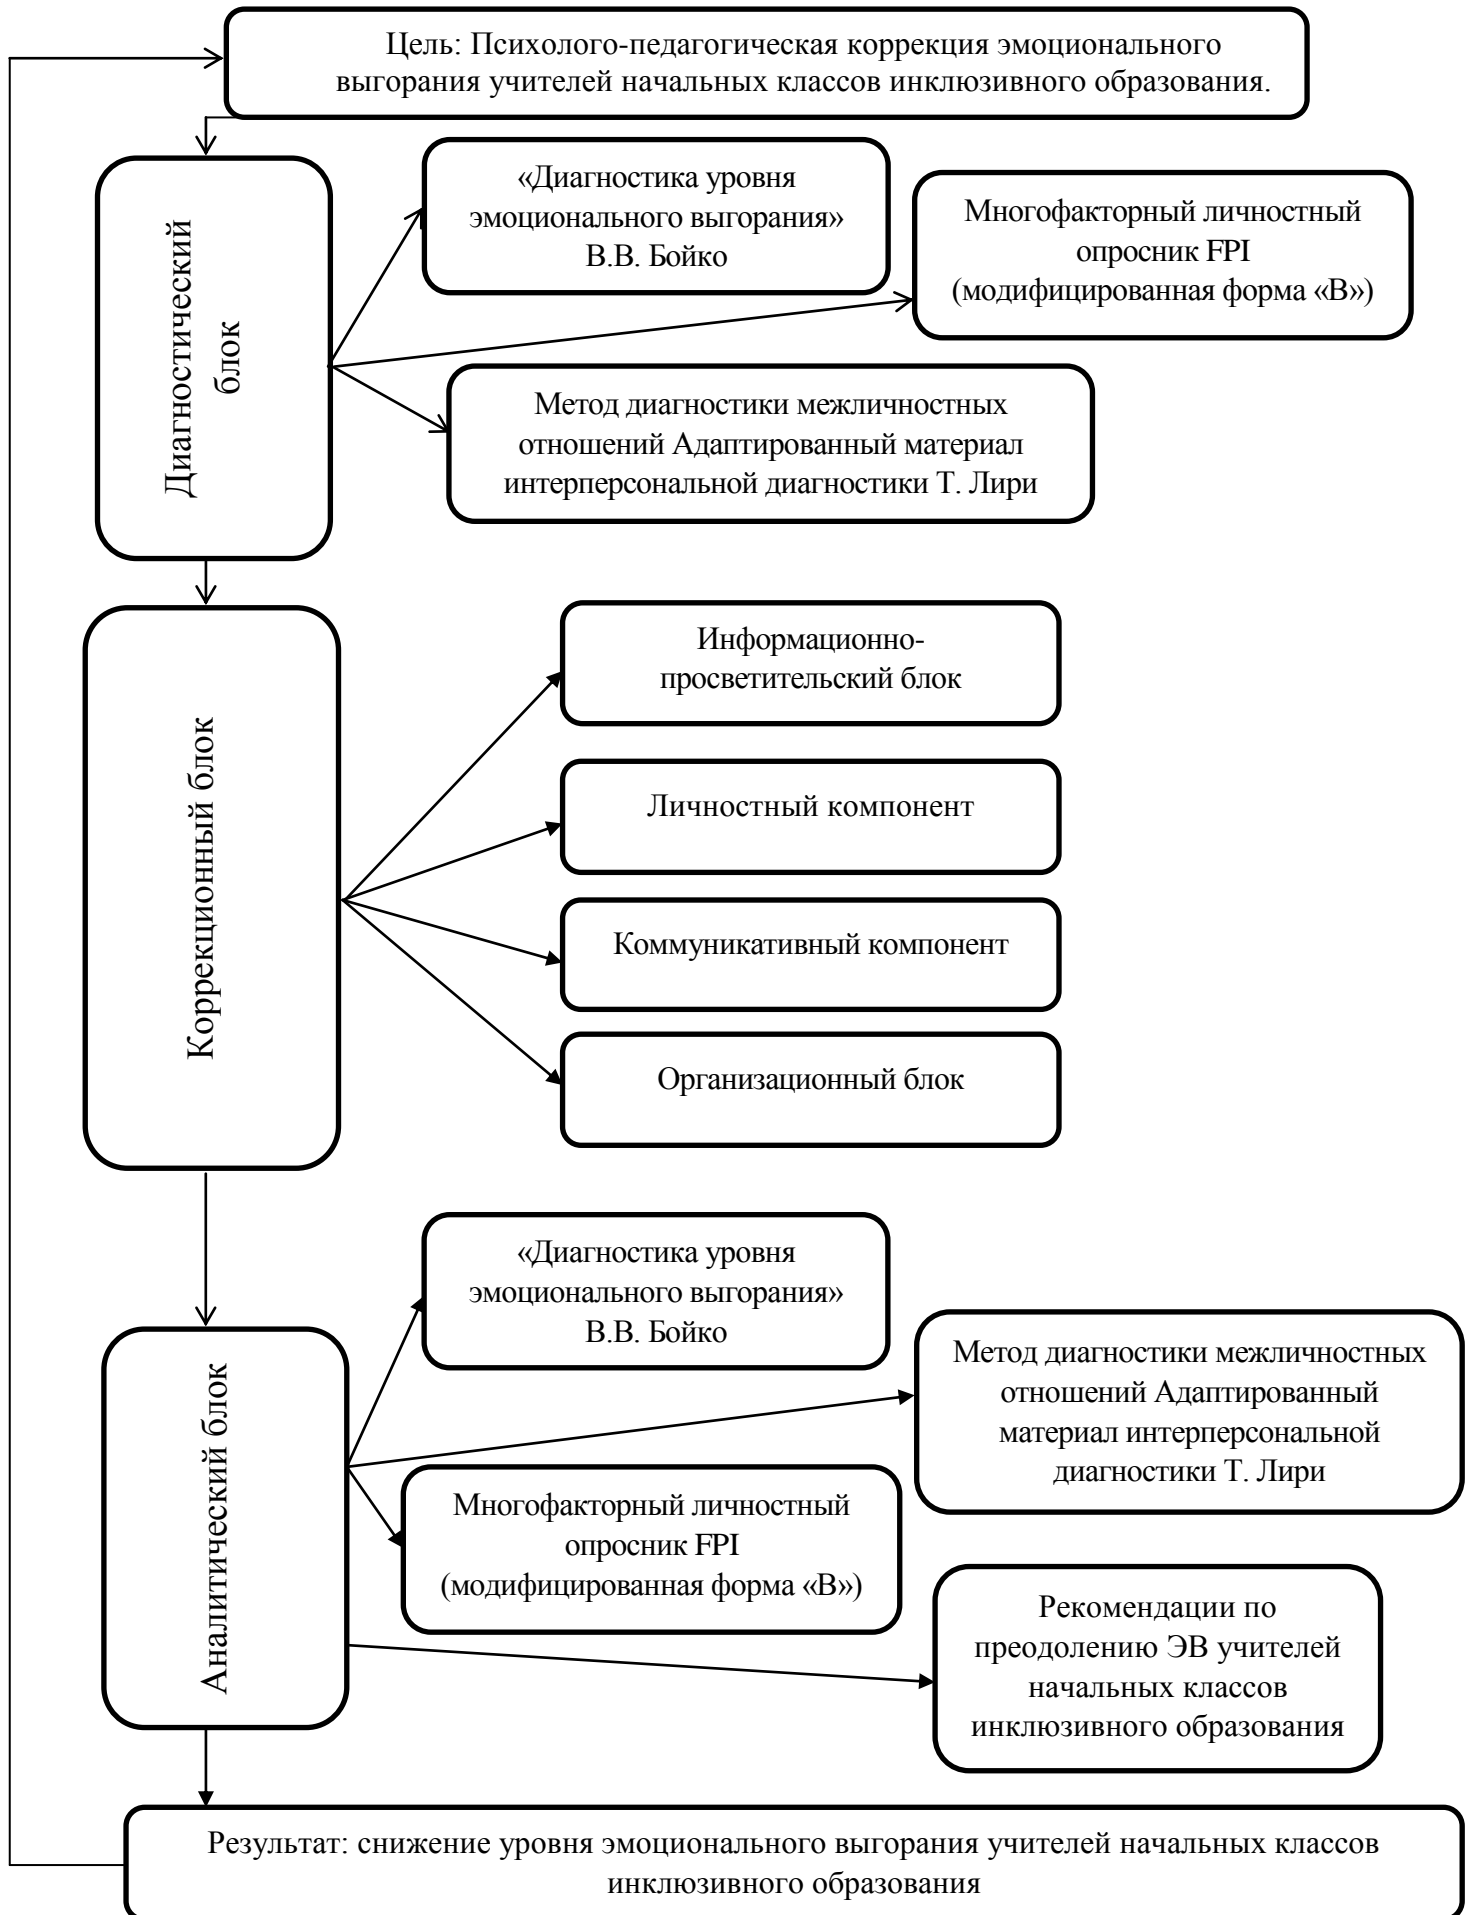 Цель: Психолого-педагогическая коррекция эмоционального
выгорания учителей начальных классов инклюзивного образования.
Диагностический
блок
«Диагностика уровня
эмоционального выгорания»
В.В. Бойко
Многофакторный личностный
опросник FPI
(модифицированная форма «В»)
Метод диагностики межличностных
отношений Адаптированный материал
интерперсональной диагностики Т. Лири
Коррекционный блок
Информационно-
просветительский блок
Личностный компонент
Коммуникативный компонент
Организационный блок
Аналитический блок
«Диагностика уровня
эмоционального выгорания»
В.В. Бойко
Метод диагностики межличностных
отношений Адаптированный
материал интерперсональной
диагностики Т. Лири
Многофакторный личностный
опросник FPI
(модифицированная форма «В»)
Рекомендации по
преодолению ЭВ учителей
начальных классов
инклюзивного образования
Результат: снижение уровня эмоционального выгорания учителей начальных классов
инклюзивного образования